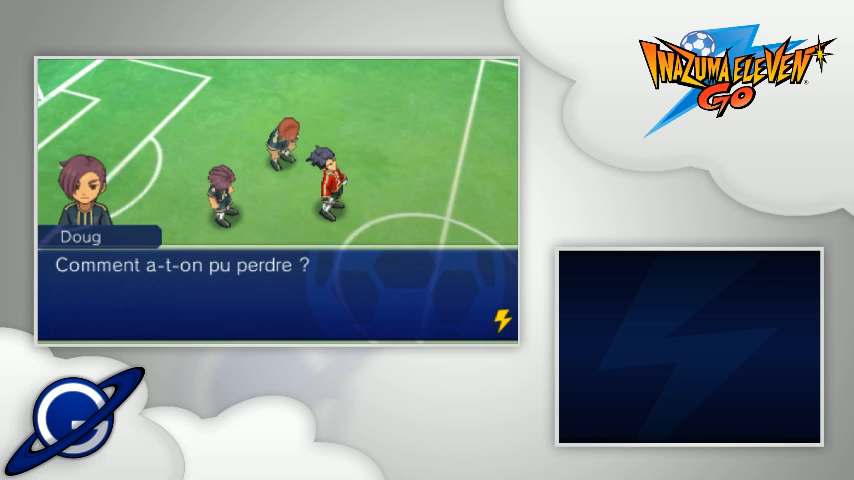 INAZUMA ELEVEN
GO
Doug
Comment a-t-on pu perdre ?
G